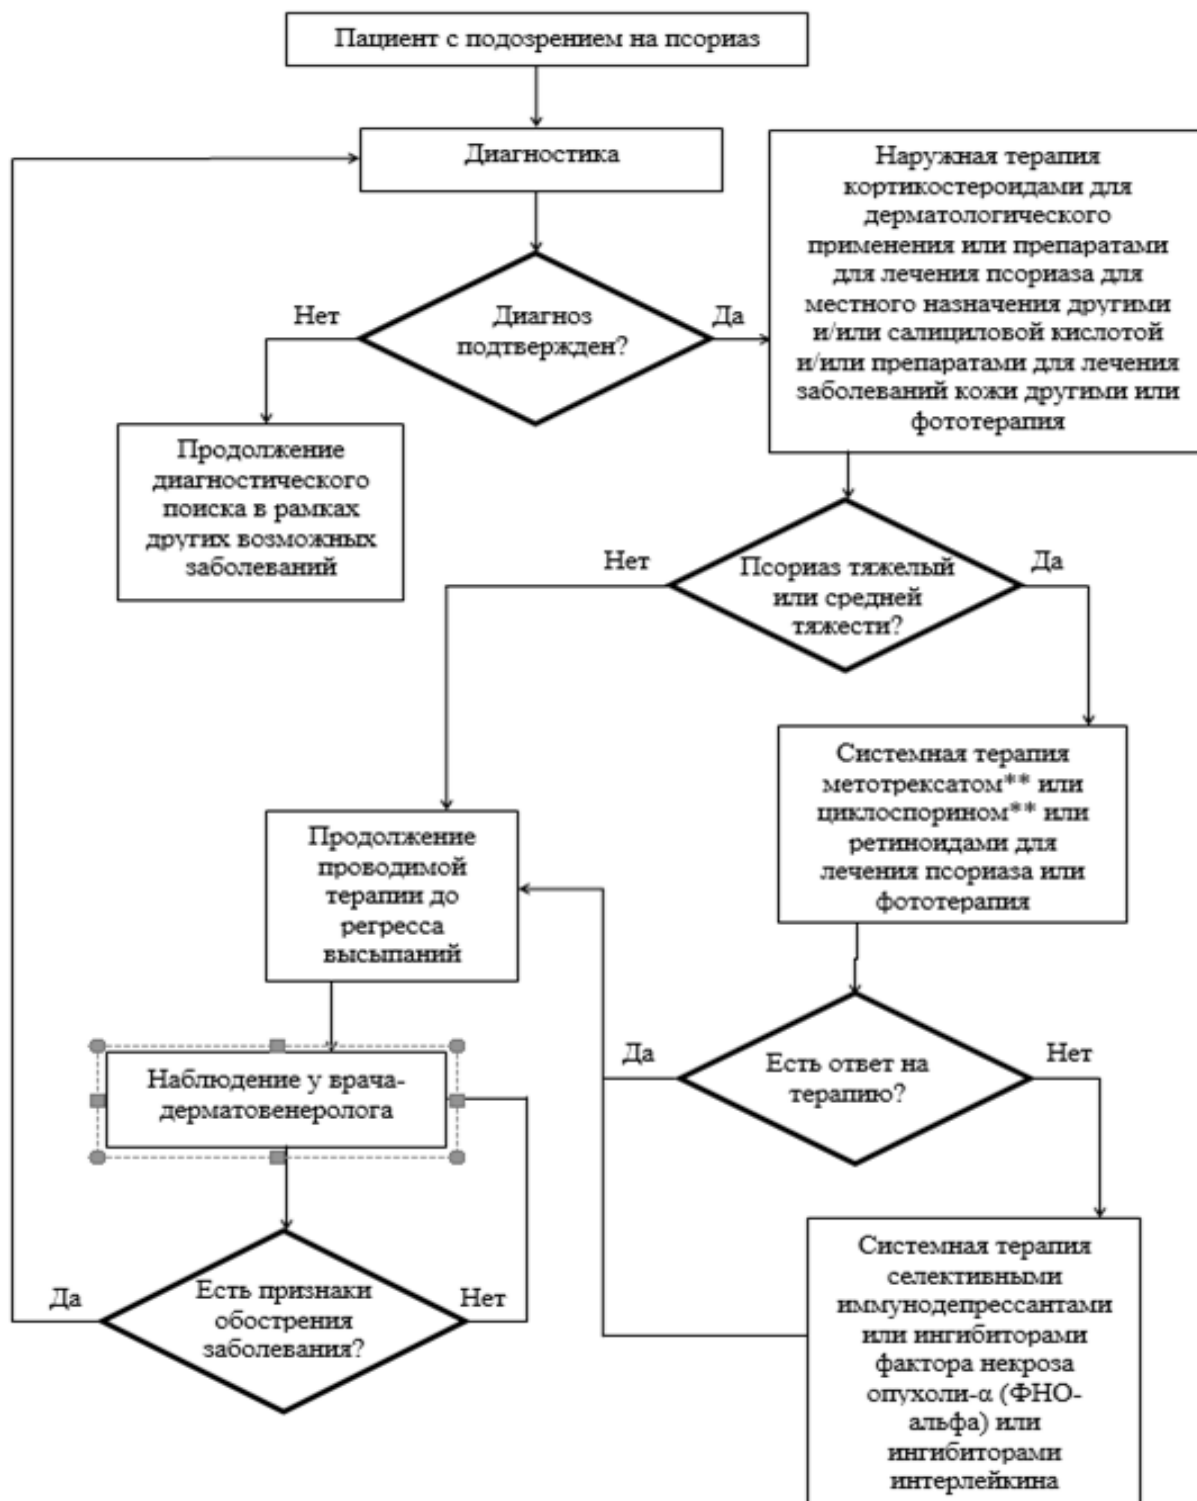 Пациент с подозрением на псориаз
Диагностика
Наружная терапия
кортикостероидами для
дерматологического
применения или препаратами
для лечения псориаза для
местного назначения другими
и/или салициловой кислотой
и/или препаратами для лечения
заболеваний кожи другими или
фототерапия
Нет
Диагноз
подтвержден?
Да
Продолжение
диагностического
поиска в рамках
других возможных
заболеваний
Нет
Псориаз тяжелый
или средней
тяжести?
Да
Системная терапия
метотрексатом** или
циклоспорином** или
ретиноидами для
лечения псориаза или
фототерапия
Продолжение
проводимой
терапии до
регресса
высыпаний
Да
Есть ответ на
терапию?
Нет
Наблюдение у врача-
дерматовенеролога
Да
Есть признаки
обострения
заболевания?
Нет
Системная терапия
селективными
иммунодепрессантами
или ингибиторами
фактора некроза
опухоли-α (ФНО-
альфа) или
ингибиторами
интерлейкина